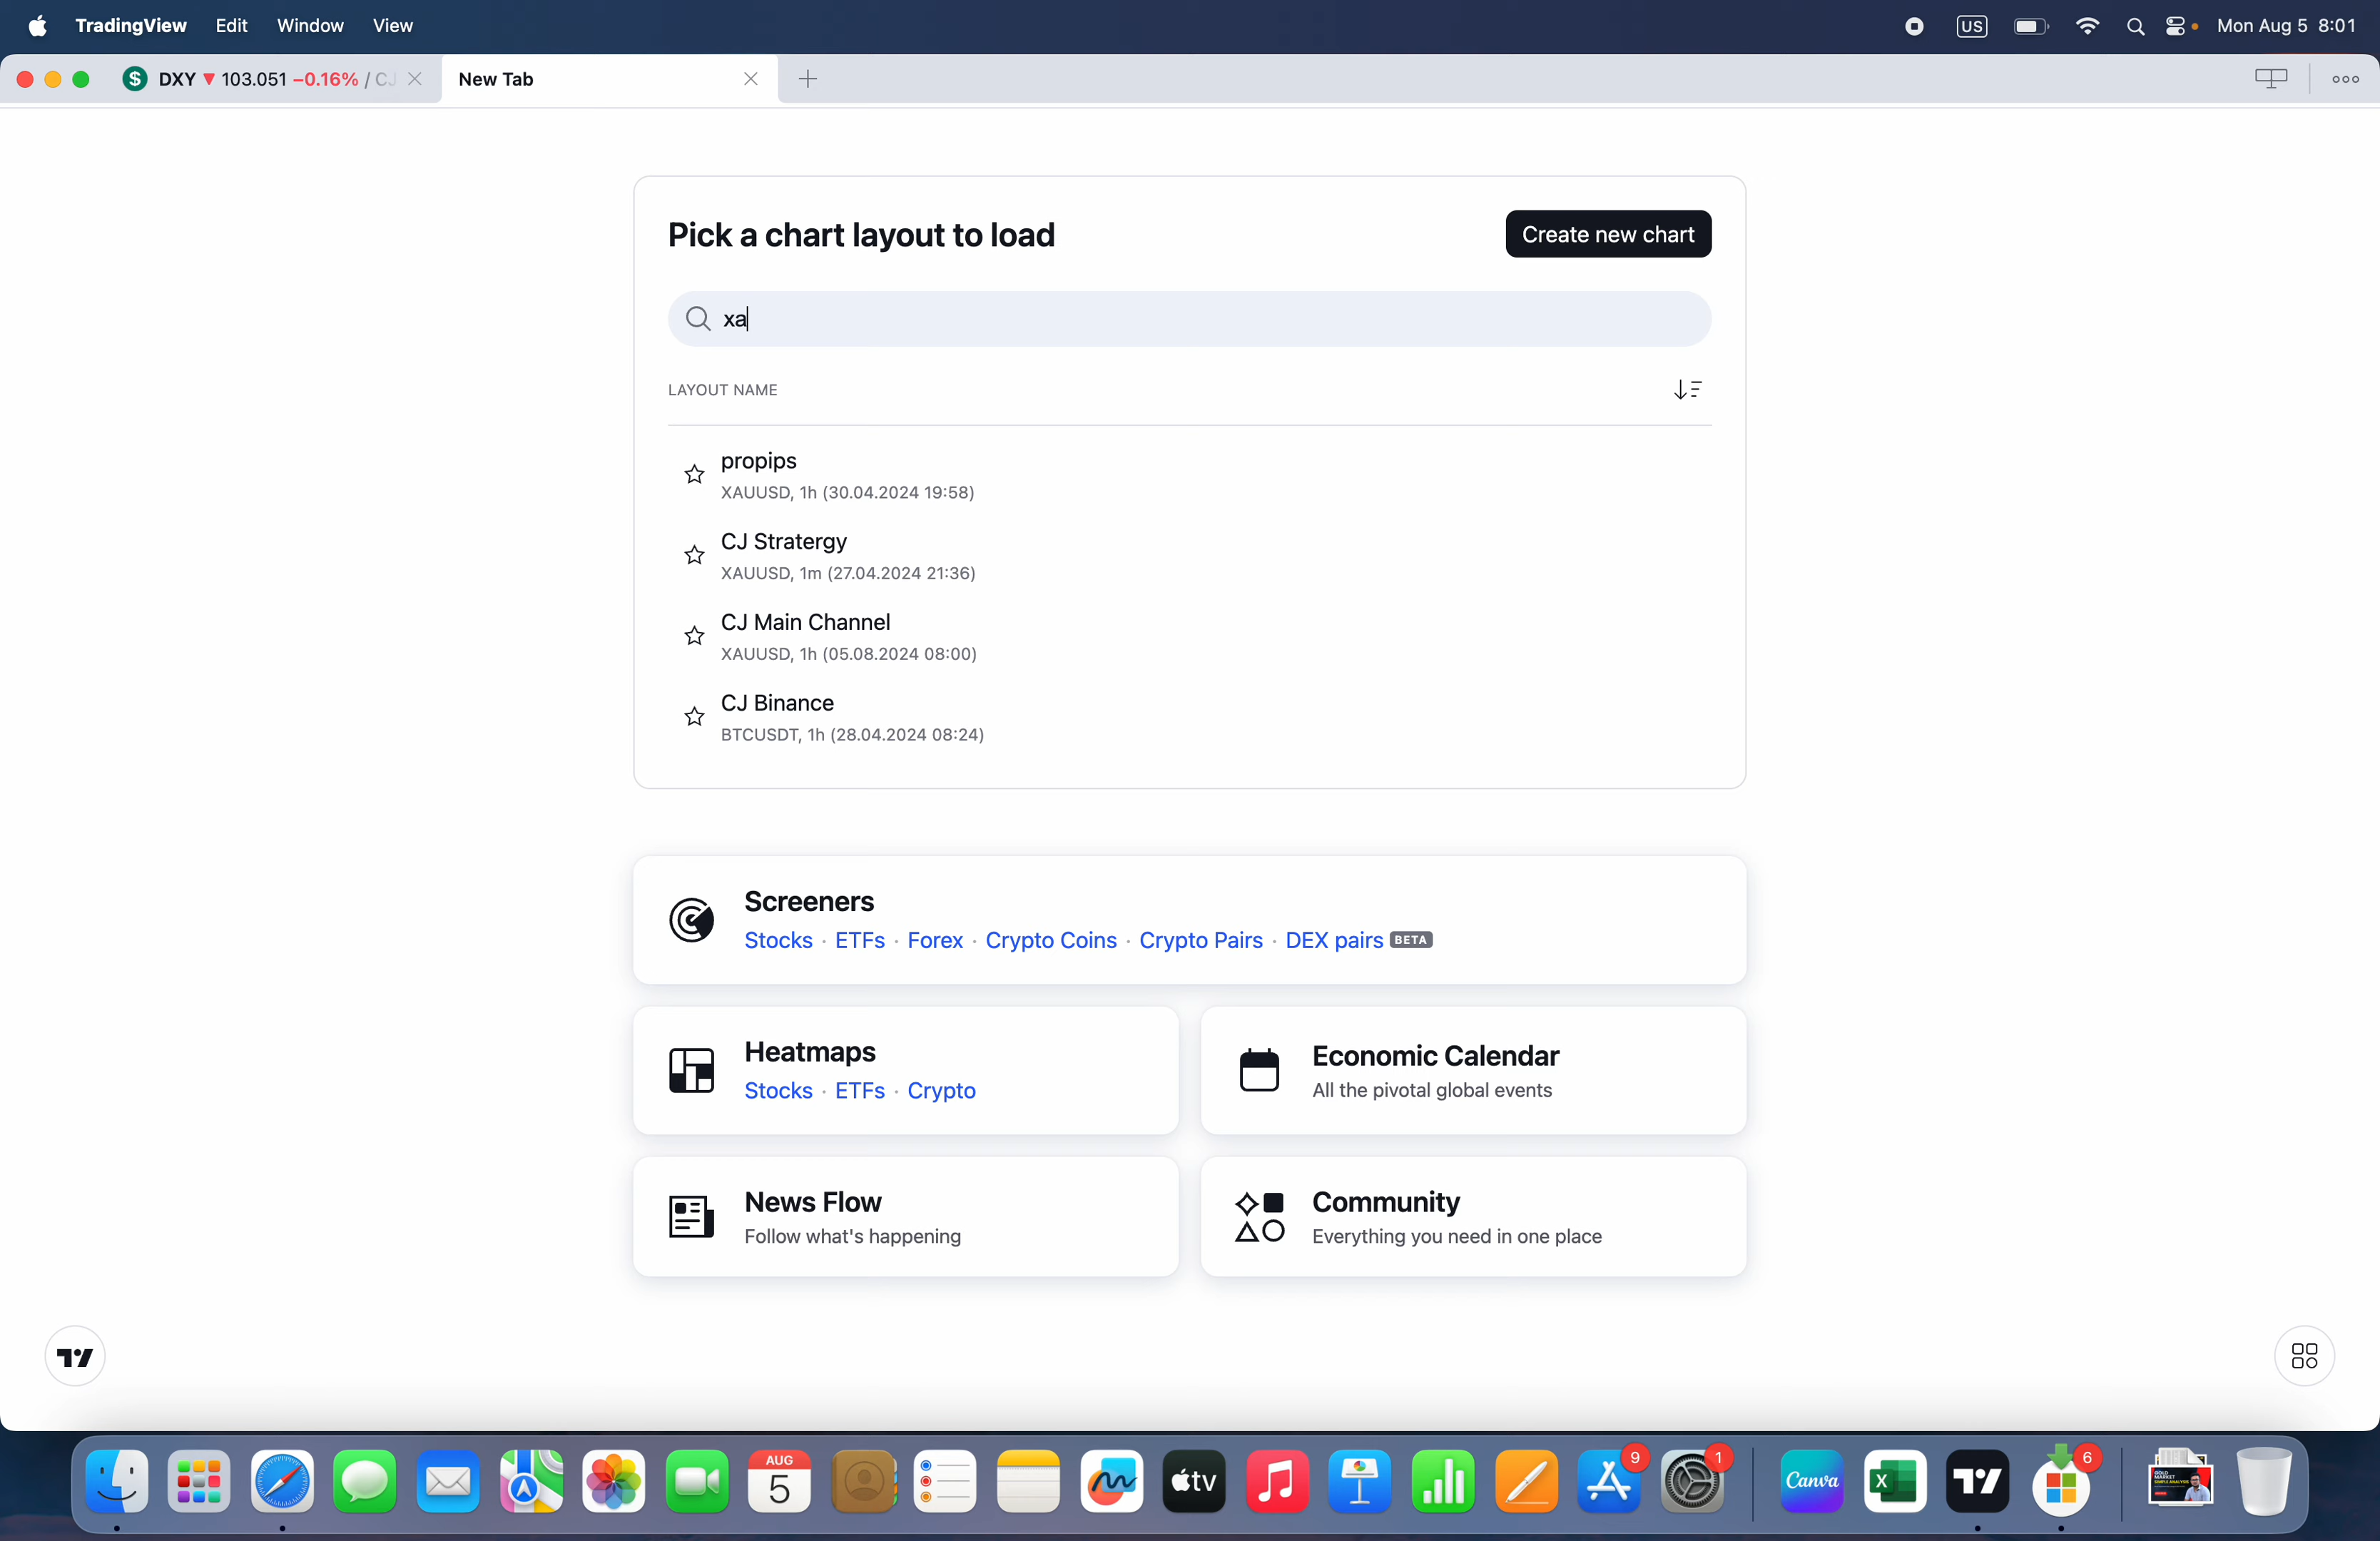 TradingView Edit Window View US Mon Aug 5 8:01
$ DXY ▼ 103.051 −0.16% / CJ New Tab
Pick a chart layout to load
Create new chart
xa
LAYOUT NAME
propips
XAUUSD, 1h (30.04.2024 19:58)
CJ Stratergy
XAUUSD, 1m (27.04.2024 21:36)
CJ Main Channel
XAUUSD, 1h (05.08.2024 08:00)
CJ Binance
BTCUSDT, 1h (28.04.2024 08:24)
Screeners
Stocks · ETFs · Forex · Crypto Coins · Crypto Pairs · DEX pairs BETA
Heatmaps
Stocks · ETFs · Crypto
Economic Calendar
All the pivotal global events
News Flow
Follow what's happening
Community
Everything you need in one place
AUG
5
tv
9
1
Canva
X
6
GOLD
MARKET